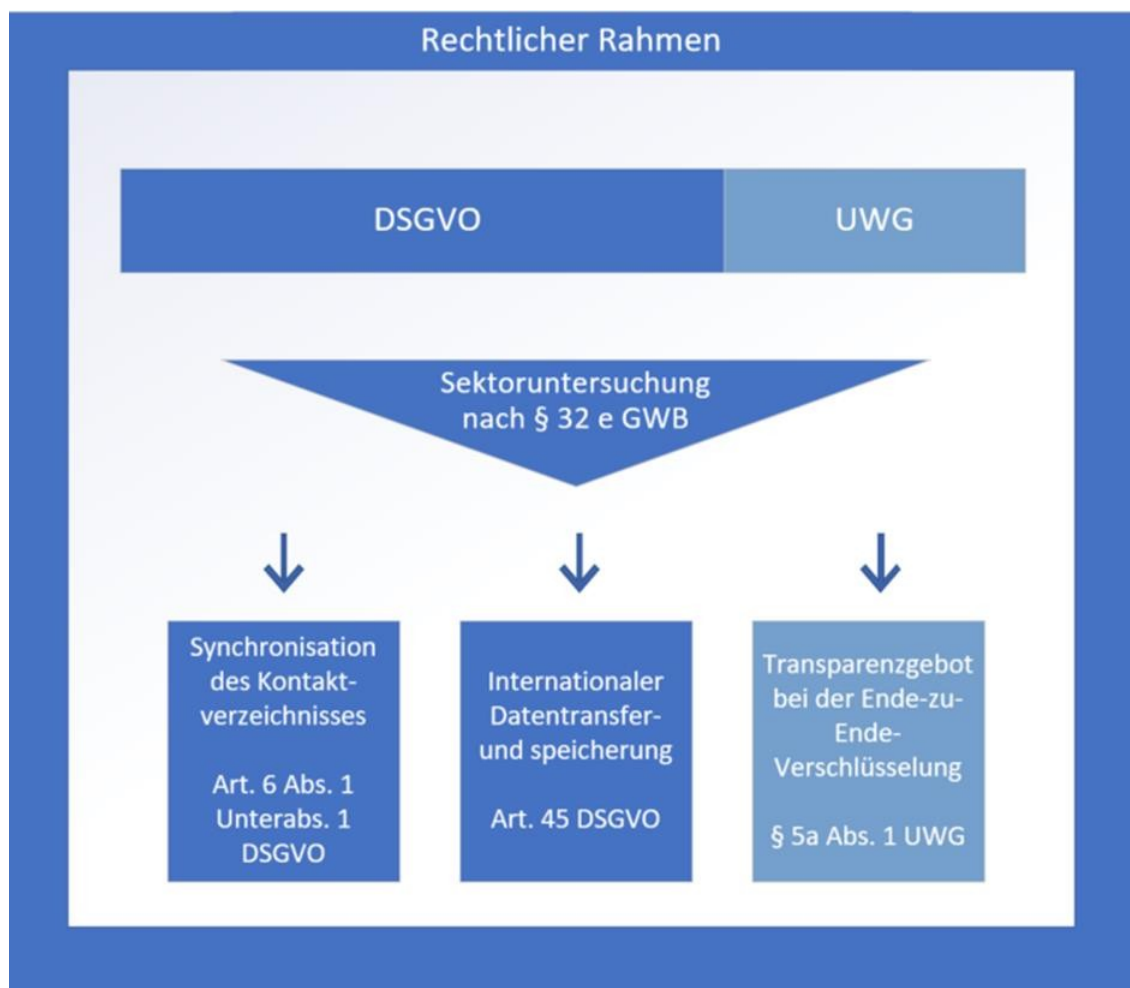 Rechtlicher Rahmen
DSGVO
UWG
Sektoruntersuchung
nach § 32 e GWB
Synchronisation
des Kontakt-
verzeichnisses
Art. 6 Abs. 1
Unterabs. 1
DSGVO
Internationaler
Datentransfer-
und speicherung
Art. 45 DSGVO
Transparenzgebot
bei der Ende-zu-
Ende-
Verschlüsselung
§ 5a Abs. 1 UWG